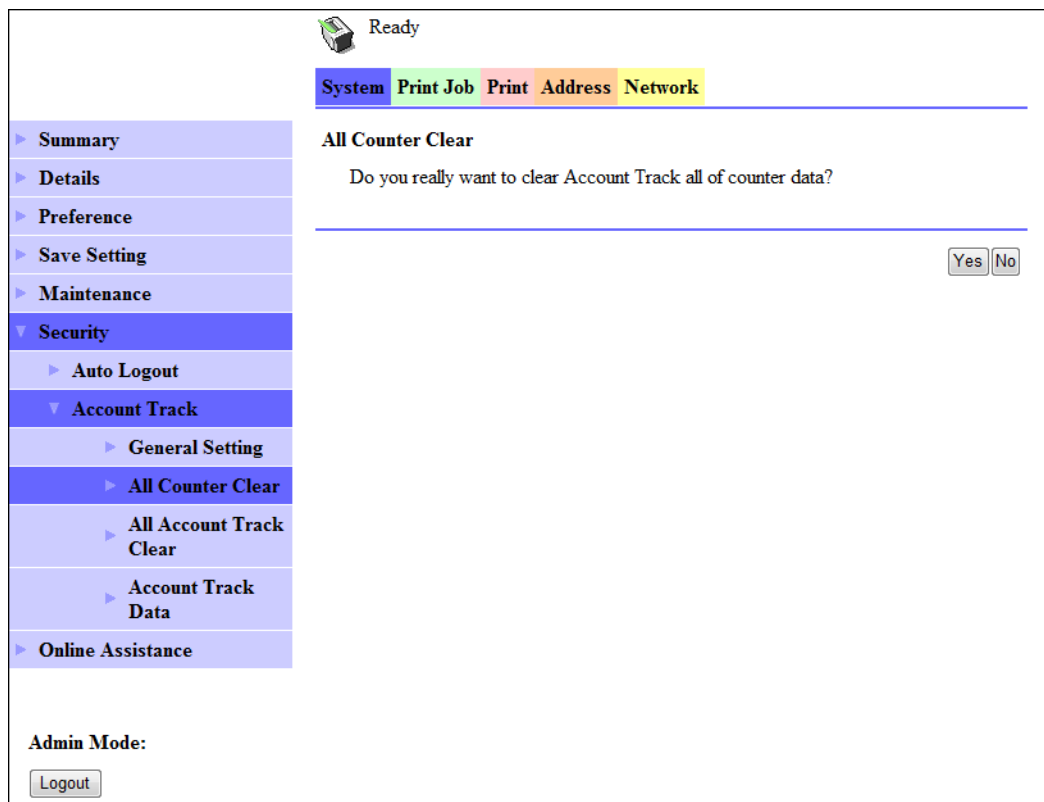 Ready
System Print Job Print Address Network
Summary
Details
Preference
Save Setting
Maintenance
Security
Auto Logout
Account Track
General Setting
All Counter Clear
All Account Track
Clear
Account Track
Data
Online Assistance
Admin Mode:
Logout
All Counter Clear
Do you really want to clear Account Track all of counter data?
Yes No